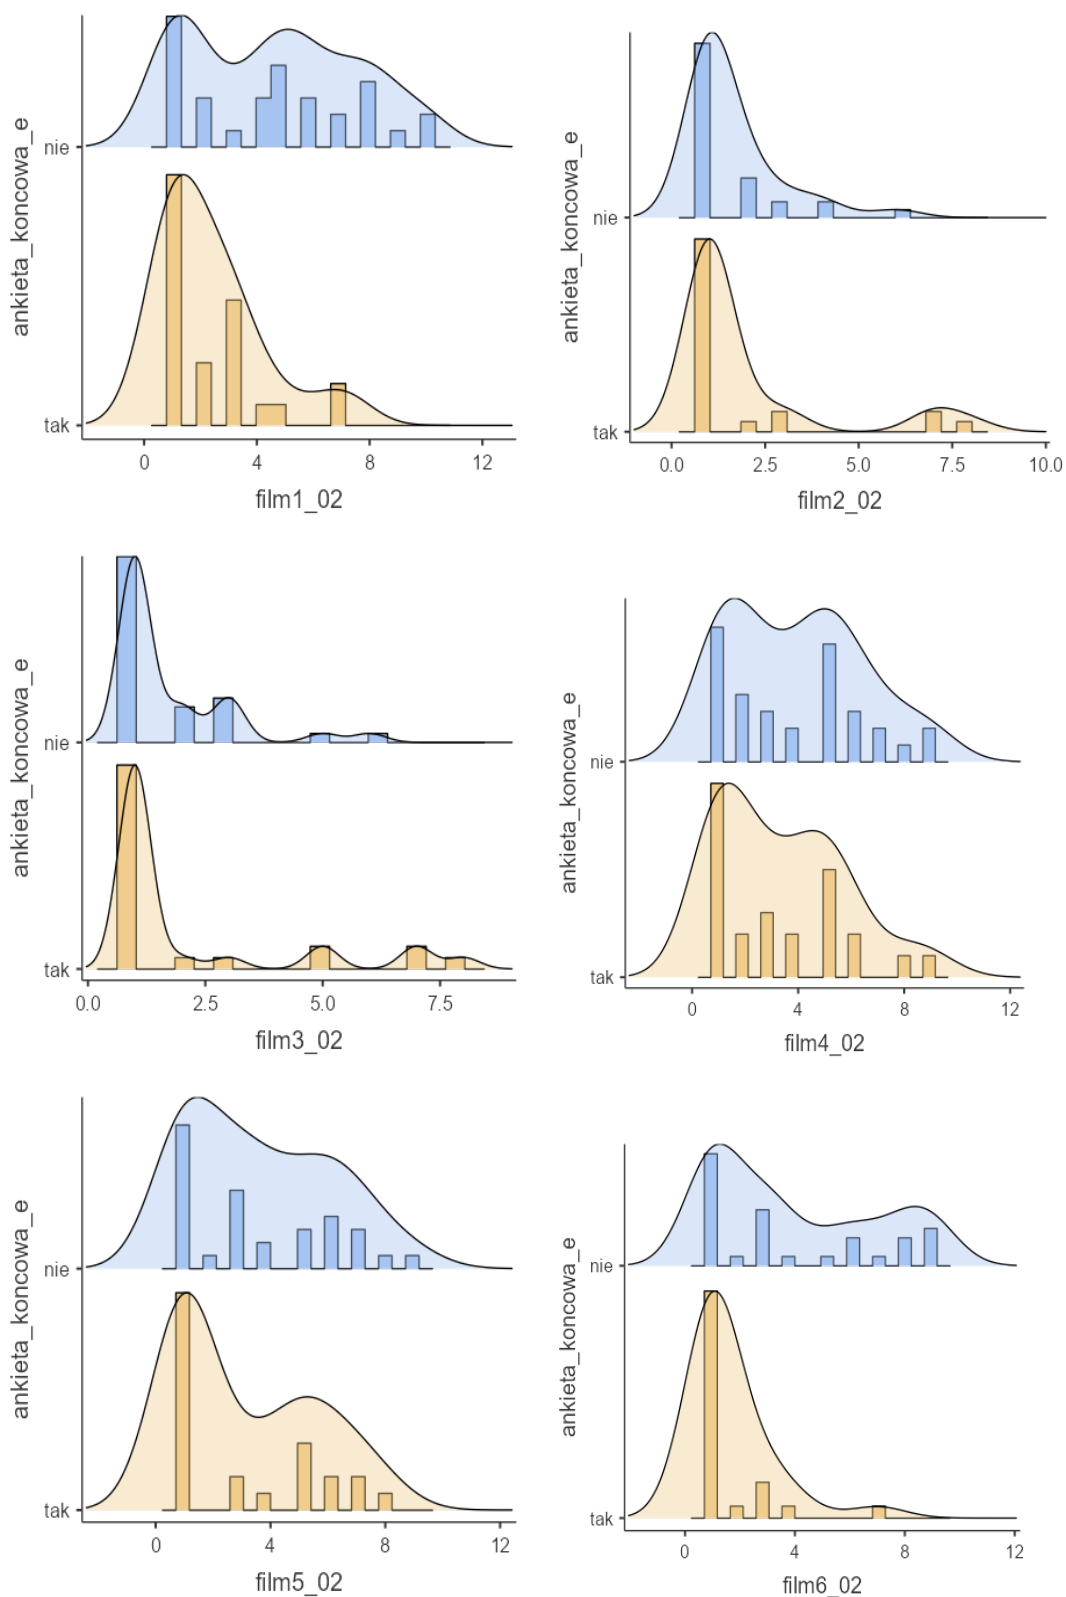 ankieta_koncowa_e
nie
tak
0 4 8 12
film1_02
ankieta_koncowa_e
nie
tak
0.0 2.5 5.0 7.5 10.0
film2_02
ankieta_koncowa_e
nie
tak
0.0 2.5 5.0 7.5
film3_02
ankieta_koncowa_e
nie
tak
0 4 8 12
film4_02
ankieta_koncowa_e
nie
tak
0 4 8 12
film5_02
ankieta_koncowa_e
nie
tak
0 4 8 12
film6_02